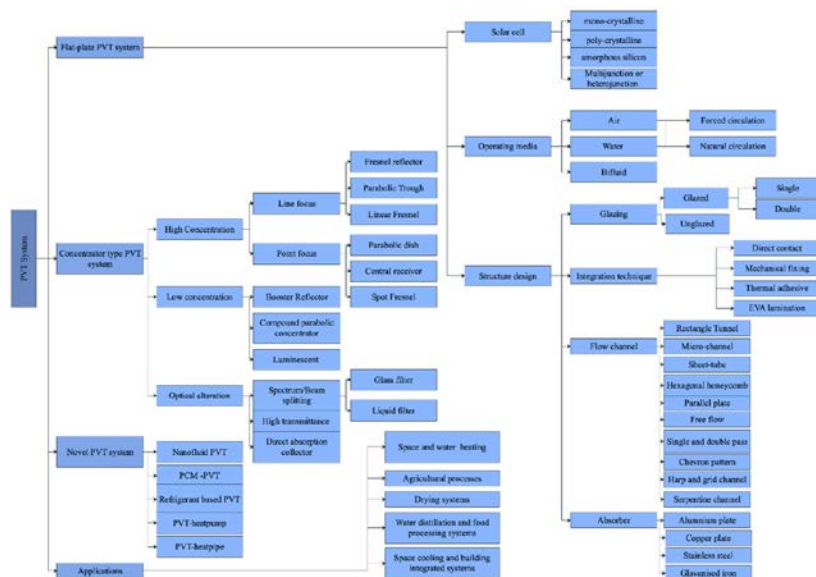 PVT System
Flat-plate PVT system
Concentrator type PVT
system
Novel PVT system
Applications
High Concentration
Low concentration
Optical alteration
Line focus
Point focus
Fresnel reflector
Parabolic Trough
Linear Fresnel
Parabolic dish
Central receiver
Spot Fresnel
Booster Reflector
Compound parabolic
concentrator
Luminescent
Spectrum/Beam
splitting
High transmittance
Direct absorption
collector
Glass filter
Liquid filter
Nanofluid PVT
PCM -PVT
Refrigerant based PVT
PVT-heatpump
PVT-heatpipe
Space and water heating
Agricultural processes
Drying systems
Water distillation and food
processing systems
Space cooling and building
integrated systems
Solar cell
mono-crystalline
poly-crystalline
amorphous silicon
Multijunction or
heterojunction
Operating media
Air
Water
Bifluid
Forced circulation
Natural circulation
Structure design
Glazing
Glazed
Unglazed
Single
Double
Integration technique
Direct contact
Mechanical fixing
Thermal adhesive
EVA lamination
Flow channel
Rectangle Tunnel
Micro-channel
Sheet-tube
Hexagonal honeycomb
Parallel plate
Free flow
Single and double pass
Chevron pattern
Harp and grid channel
Serpentine channel
Absorber
Aluminium plate
Copper plate
Stainless steel
Galvanised iron